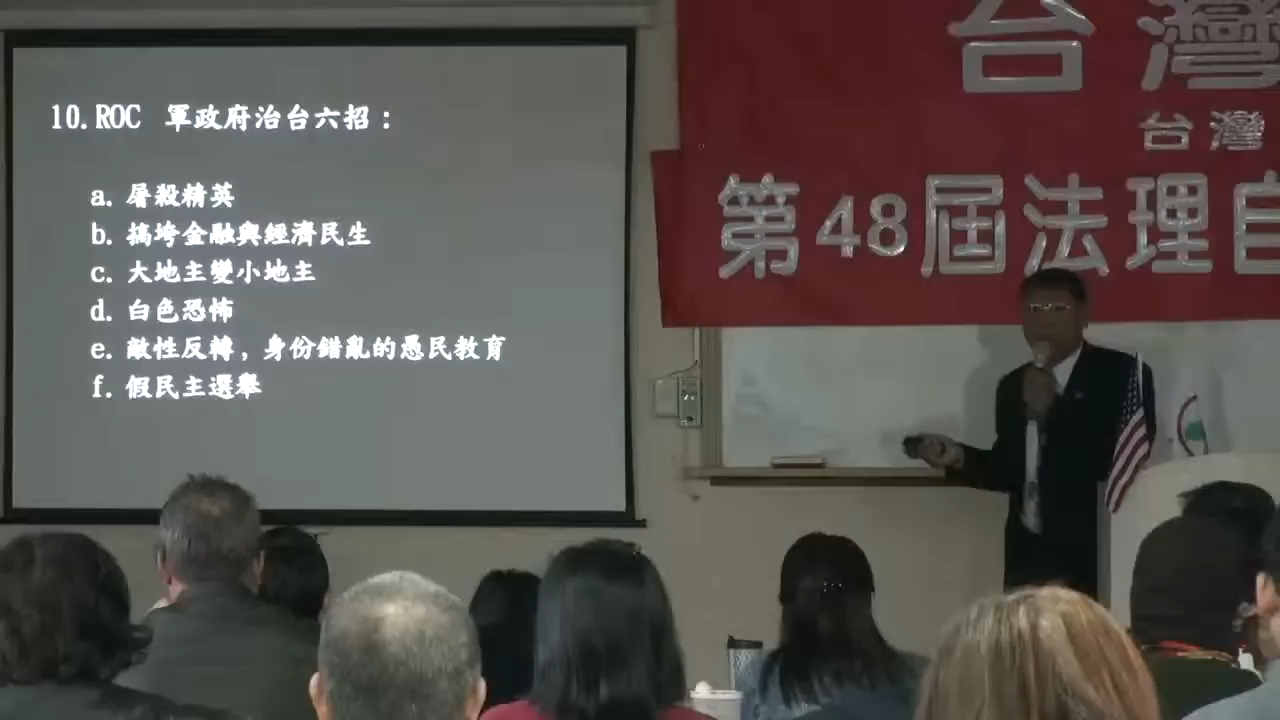 10. ROC 軍政府治台六招：
a. 屠殺精英
b. 搞垮金融與經濟民生
c. 大地主變小地主
d. 白色恐怖
e. 敵性反轉，身份錯亂的愚民教育
f. 假民主選舉
台灣
台灣
第48屆法理自